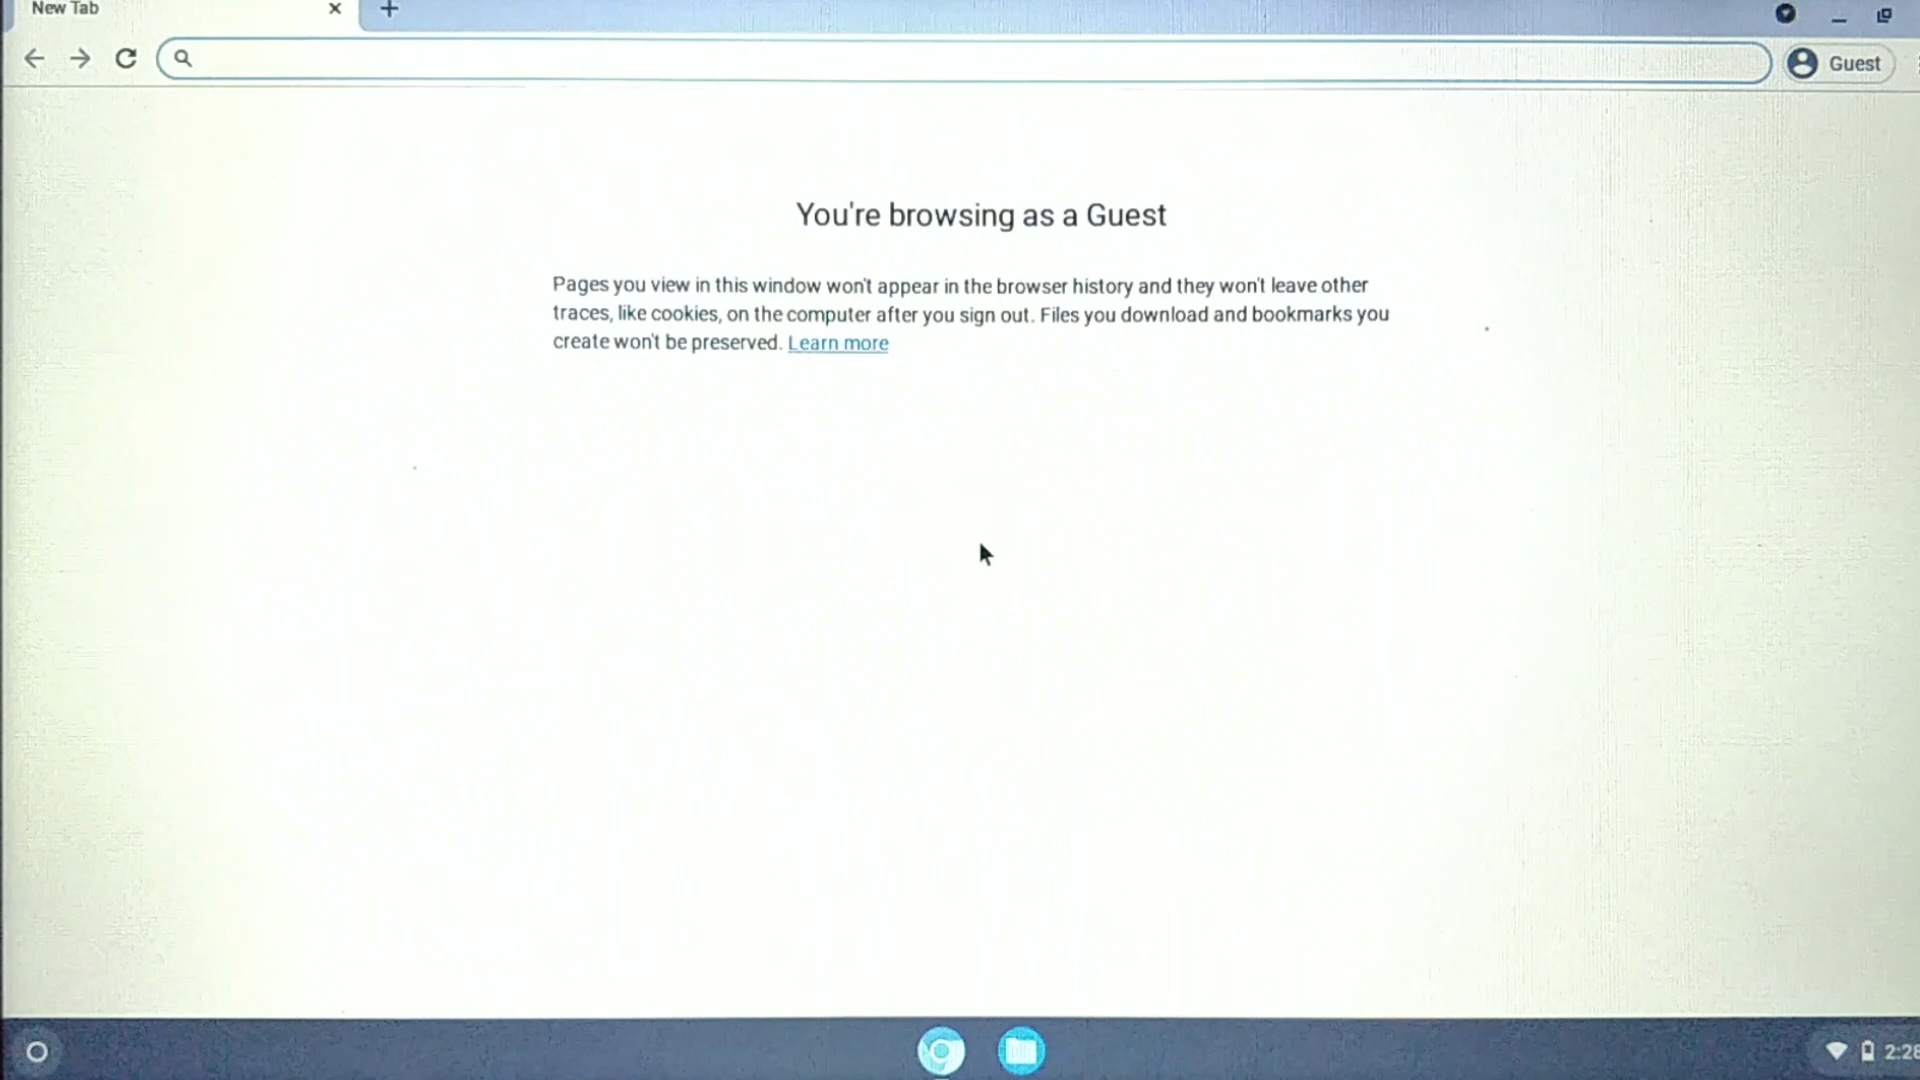 New Tab
Guest
You're browsing as a Guest
Pages you view in this window won't appear in the browser history and they won't leave other
traces, like cookies, on the computer after you sign out. Files you download and bookmarks you
create won't be preserved. Learn more
2:28